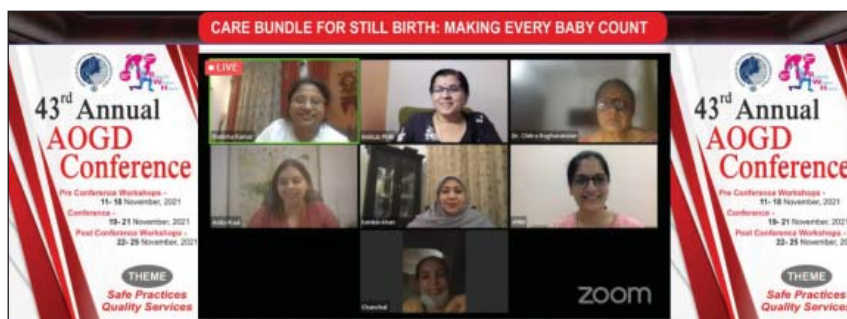 CARE BUNDLE FOR STILL BIRTH: MAKING EVERY BABY COUNT
43rd Annual
AOGD
Conference
Pre Conference Workshops -
11- 18 November, 2021
Conference -
19- 21 November, 2021
Post Conference Workshops -
22- 25 November, 2021
THEME
Safe Practices
Quality Services
LIVE
Kumar
Dr. Chitra Raghunandan
Khan
Chanchal
zoom
43rd Annual
AOGD
Conference
Pre Conference Workshops -
11- 18 November, 2021
Conference -
19- 21 November, 2021
Post Conference Workshops -
22- 25 November, 2021
THEME
Safe Practices
Quality Services